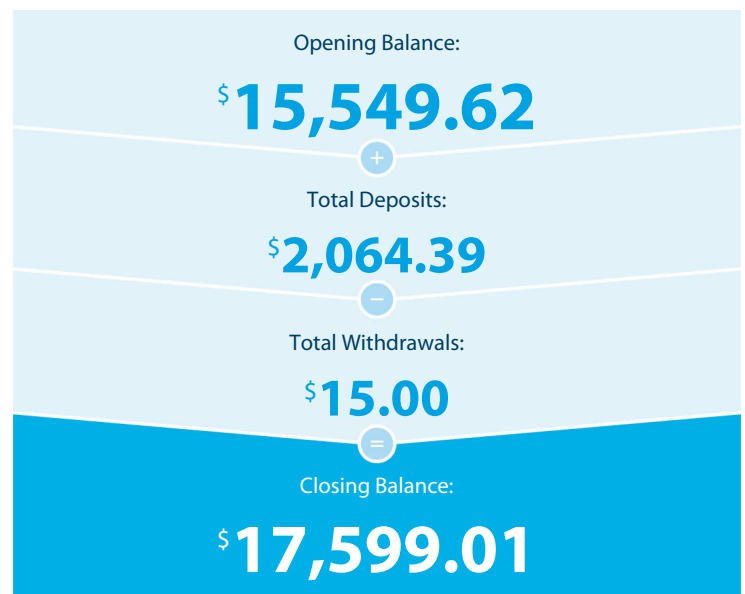 Opening Balance:
$15,549.62
+
Total Deposits:
$2,064.39
−
Total Withdrawals:
$15.00
=
Closing Balance:
$17,599.01